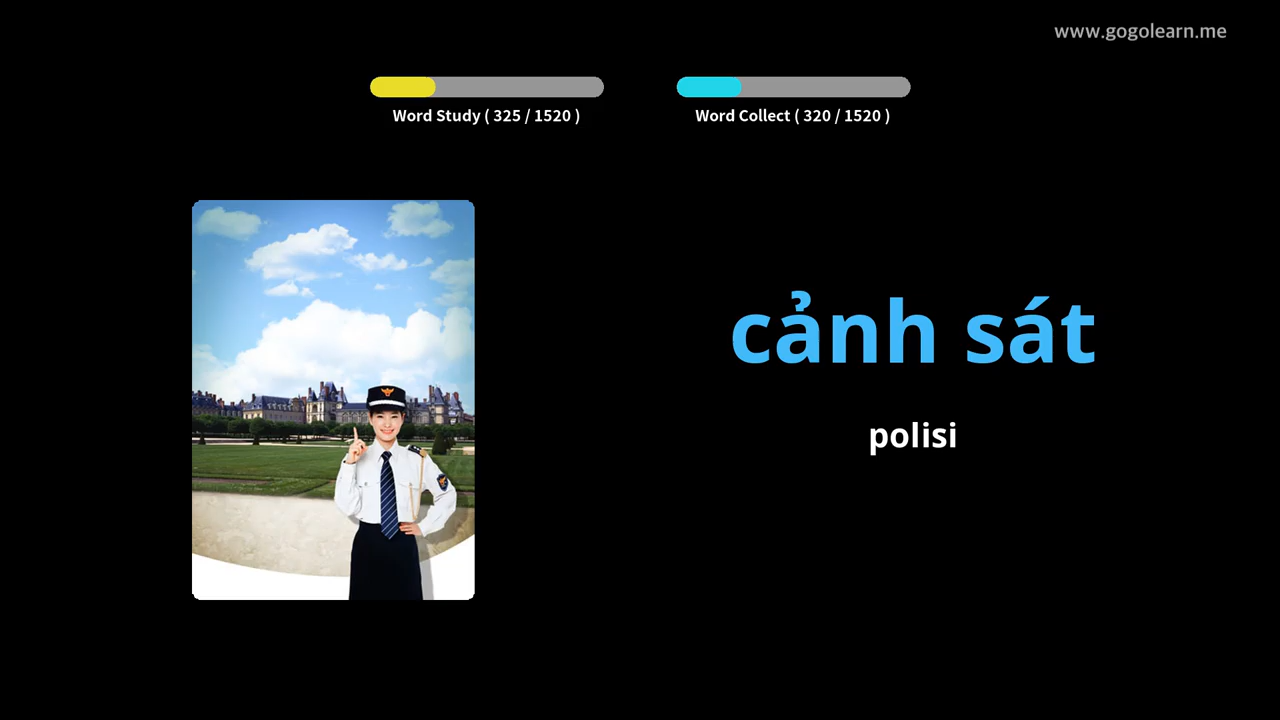 www.gogolearn.me
Word Study ( 325 / 1520 )
Word Collect ( 320 / 1520 )
cảnh sát
polisi